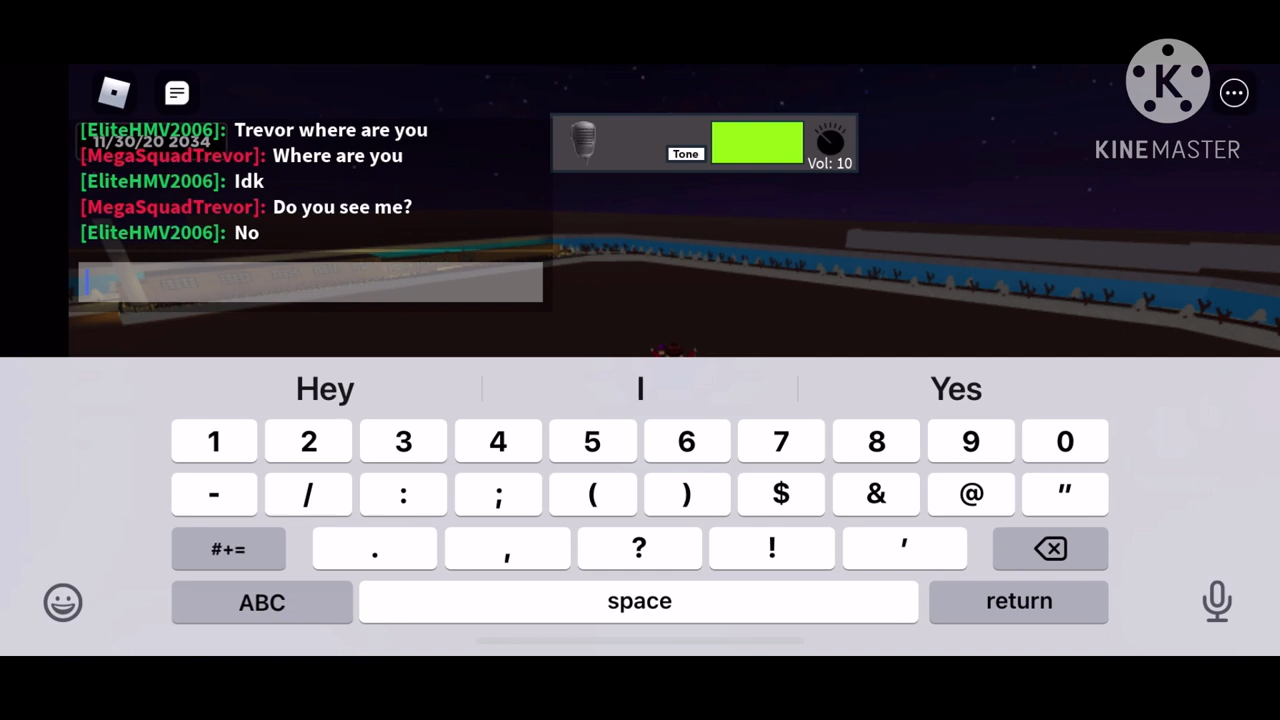 [EliteHMV2006]: Trevor where are you
11/30/20 2034
[MegaSquadTrevor]: Where are you
[EliteHMV2006]: Idk
[MegaSquadTrevor]: Do you see me?
[EliteHMV2006]: No
Tone
Vol: 10
K
KINEMASTER
Hey I Yes
1 2 3 4 5 6 7 8 9 0
- / : ; ( ) $ & @ "
#+= . , ? ! '
ABC space return